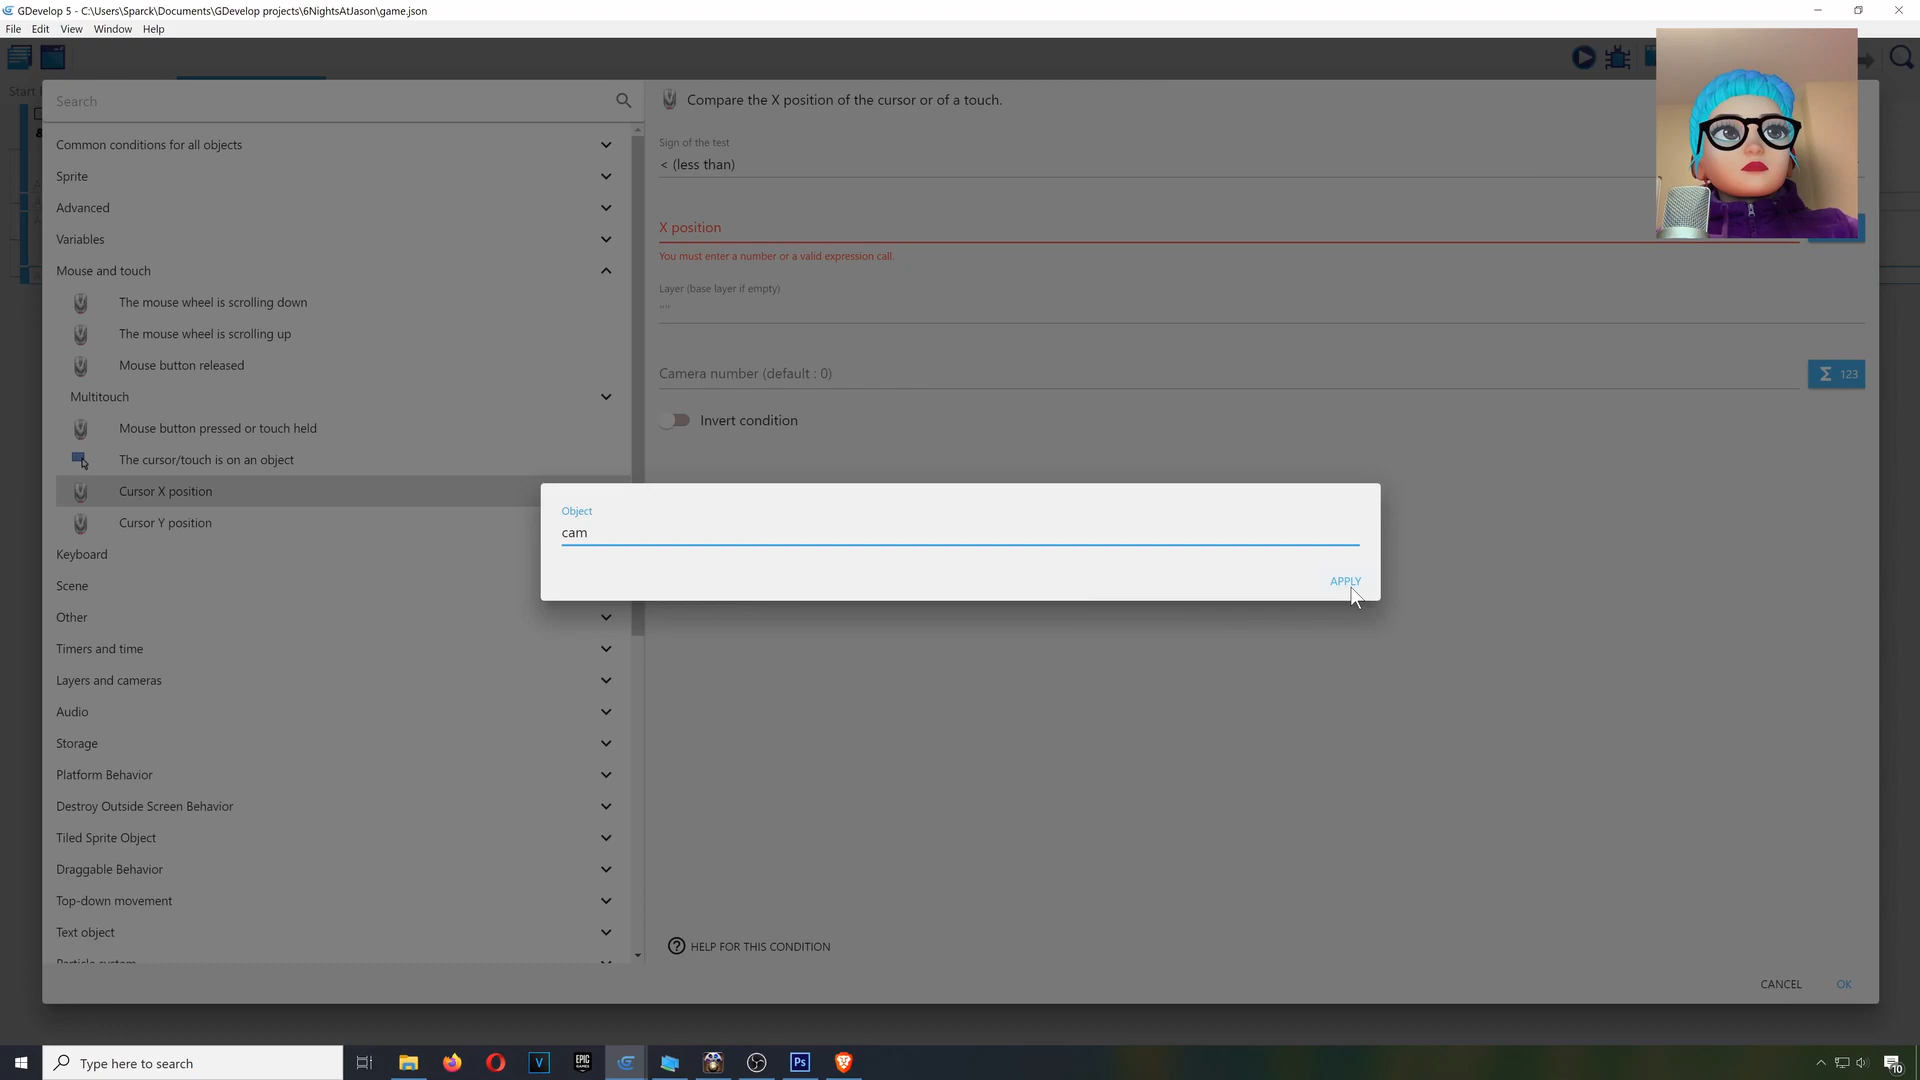 GDevelop 5 - C:\Users\Sparck\Documents\GDevelop projects\6NightsAtJason\game.json
File Edit View Window Help
Start
Search
Compare the X position of the cursor or of a touch.
Common conditions for all objects
Sprite
Advanced
Variables
Mouse and touch
The mouse wheel is scrolling down
The mouse wheel is scrolling up
Mouse button released
Multitouch
Mouse button pressed or touch held
The cursor/touch is on an object
Cursor X position
Cursor Y position
Keyboard
Scene
Other
Timers and time
Layers and cameras
Audio
Storage
Platform Behavior
Destroy Outside Screen Behavior
Tiled Sprite Object
Draggable Behavior
Top-down movement
Text object
Particle system
Sign of the test
< (less than)
X position
You must enter a number or a valid expression call.
Layer (base layer if empty)
""
Camera number (default : 0)
Σ 123
Invert condition
Object
cam
APPLY
HELP FOR THIS CONDITION
CANCEL OK
Type here to search
V
EPIC GAMES
Ps
10